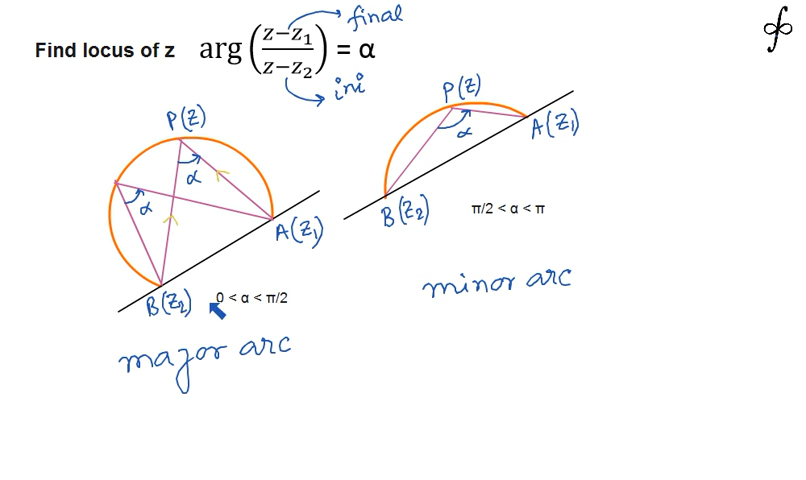 Find locus of z arg((z−z₁)/(z−z₂)) = α
final
ini
P(z)
α
α
A(z₁)
B(z₂)
0 < α < π/2
major arc
P(z)
α
A(z₁)
B(z₂)
π/2 < α < π
minor arc